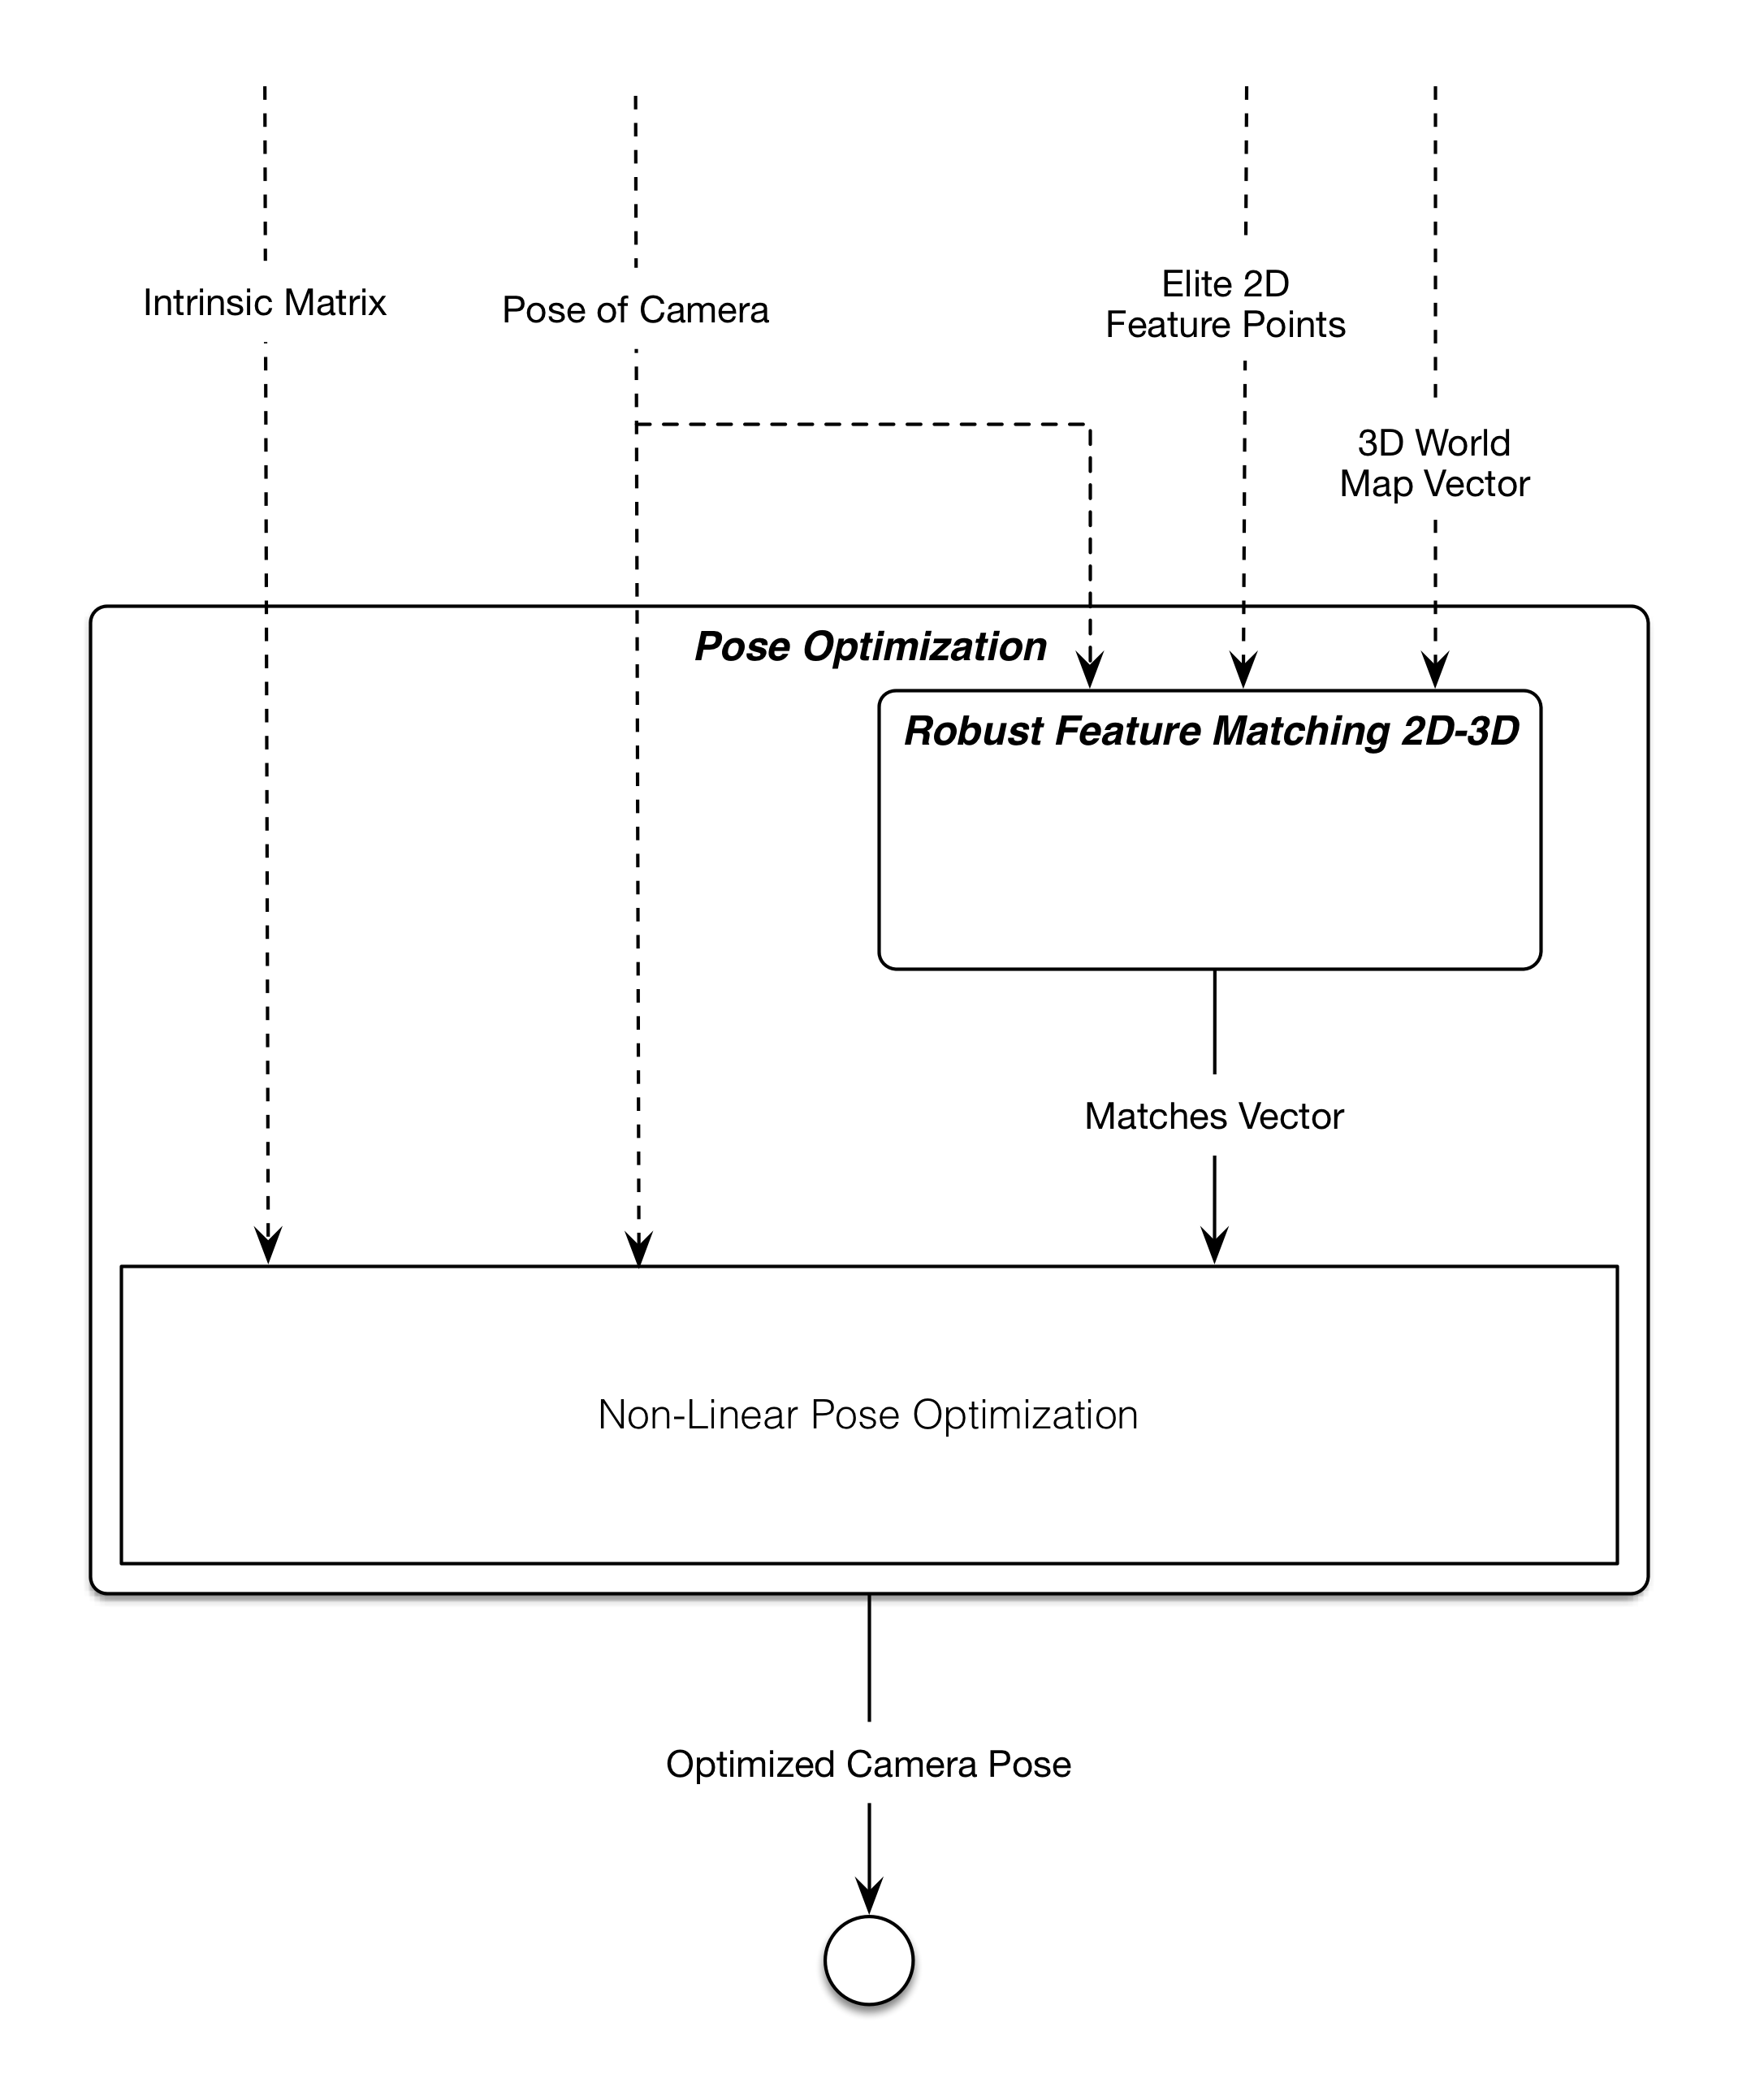 Intrinsic Matrix
Pose of Camera
Elite 2D
Feature Points
3D World
Map Vector
Pose Optimization
Robust Feature Matching 2D-3D
Matches Vector
Non-Linear Pose Optimization
Optimized Camera Pose